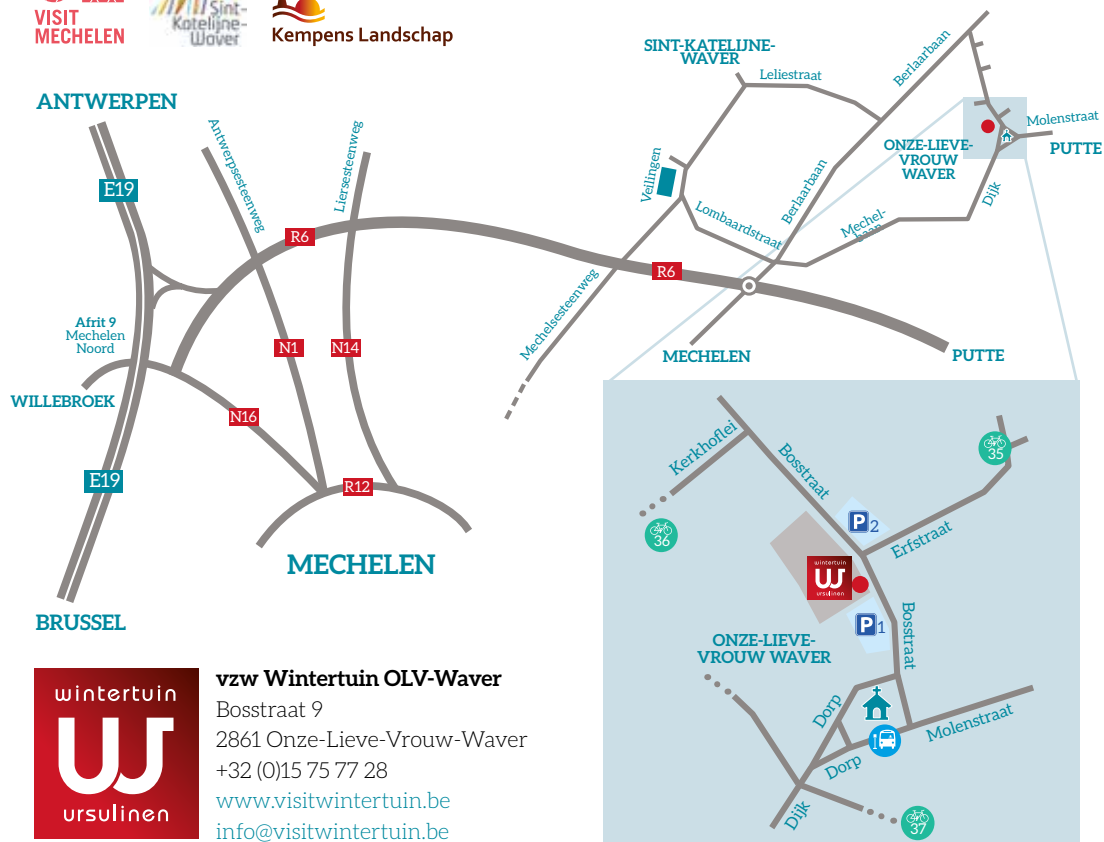 VISIT
MECHELEN
Sint-
Katelijne-
Waver
Kempens Landschap
ANTWERPEN
E19
Antwerpsesteenweg
Liersesteenweg
R6
Afrit 9
Mechelen
Noord
N1
N14
WILLEBROEK
N16
E19
R12
MECHELEN
BRUSSEL
SINT-KATELIJNE-
WAVER
Leliestraat
Berlaarbaan
Molenstraat
ONZE-LIEVE-
VROUW
WAVER
PUTTE
Veilingen
Lombaardstraat
Berlaarbaan
Mechel-
baan
Dijk
Mechelsesteenweg
R6
MECHELEN
PUTTE
Kerkhoflei
Bosstraat
35
36
P 2
Erfstraat
wintertuin
ursulinen
P 1
Bosstraat
ONZE-LIEVE-
VROUW WAVER
Dorp
Molenstraat
Dorp
Dijk
37
wintertuin
ursulinen
vzw Wintertuin OLV-Waver
Bosstraat 9
2861 Onze-Lieve-Vrouw-Waver
+32 (0)15 75 77 28
www.visitwintertuin.be
info@visitwintertuin.be